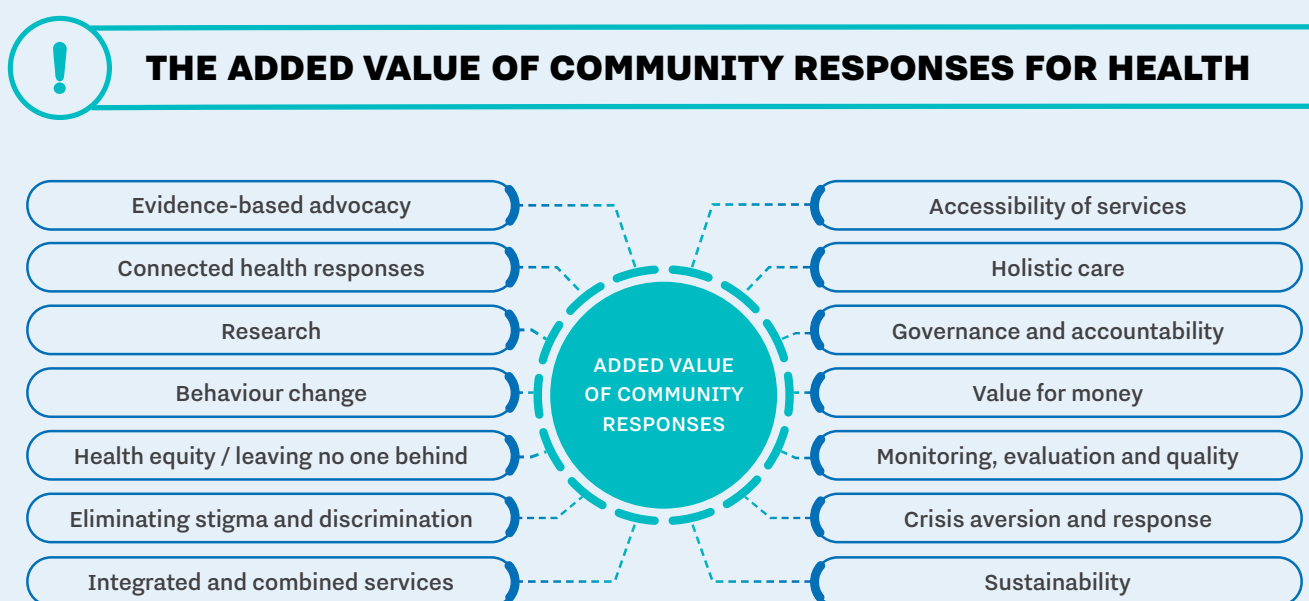 !
THE ADDED VALUE OF COMMUNITY RESPONSES FOR HEALTH
Evidence-based advocacy
Connected health responses
Research
Behaviour change
Health equity / leaving no one behind
Eliminating stigma and discrimination
Integrated and combined services
ADDED VALUE
OF COMMUNITY
RESPONSES
Accessibility of services
Holistic care
Governance and accountability
Value for money
Monitoring, evaluation and quality
Crisis aversion and response
Sustainability